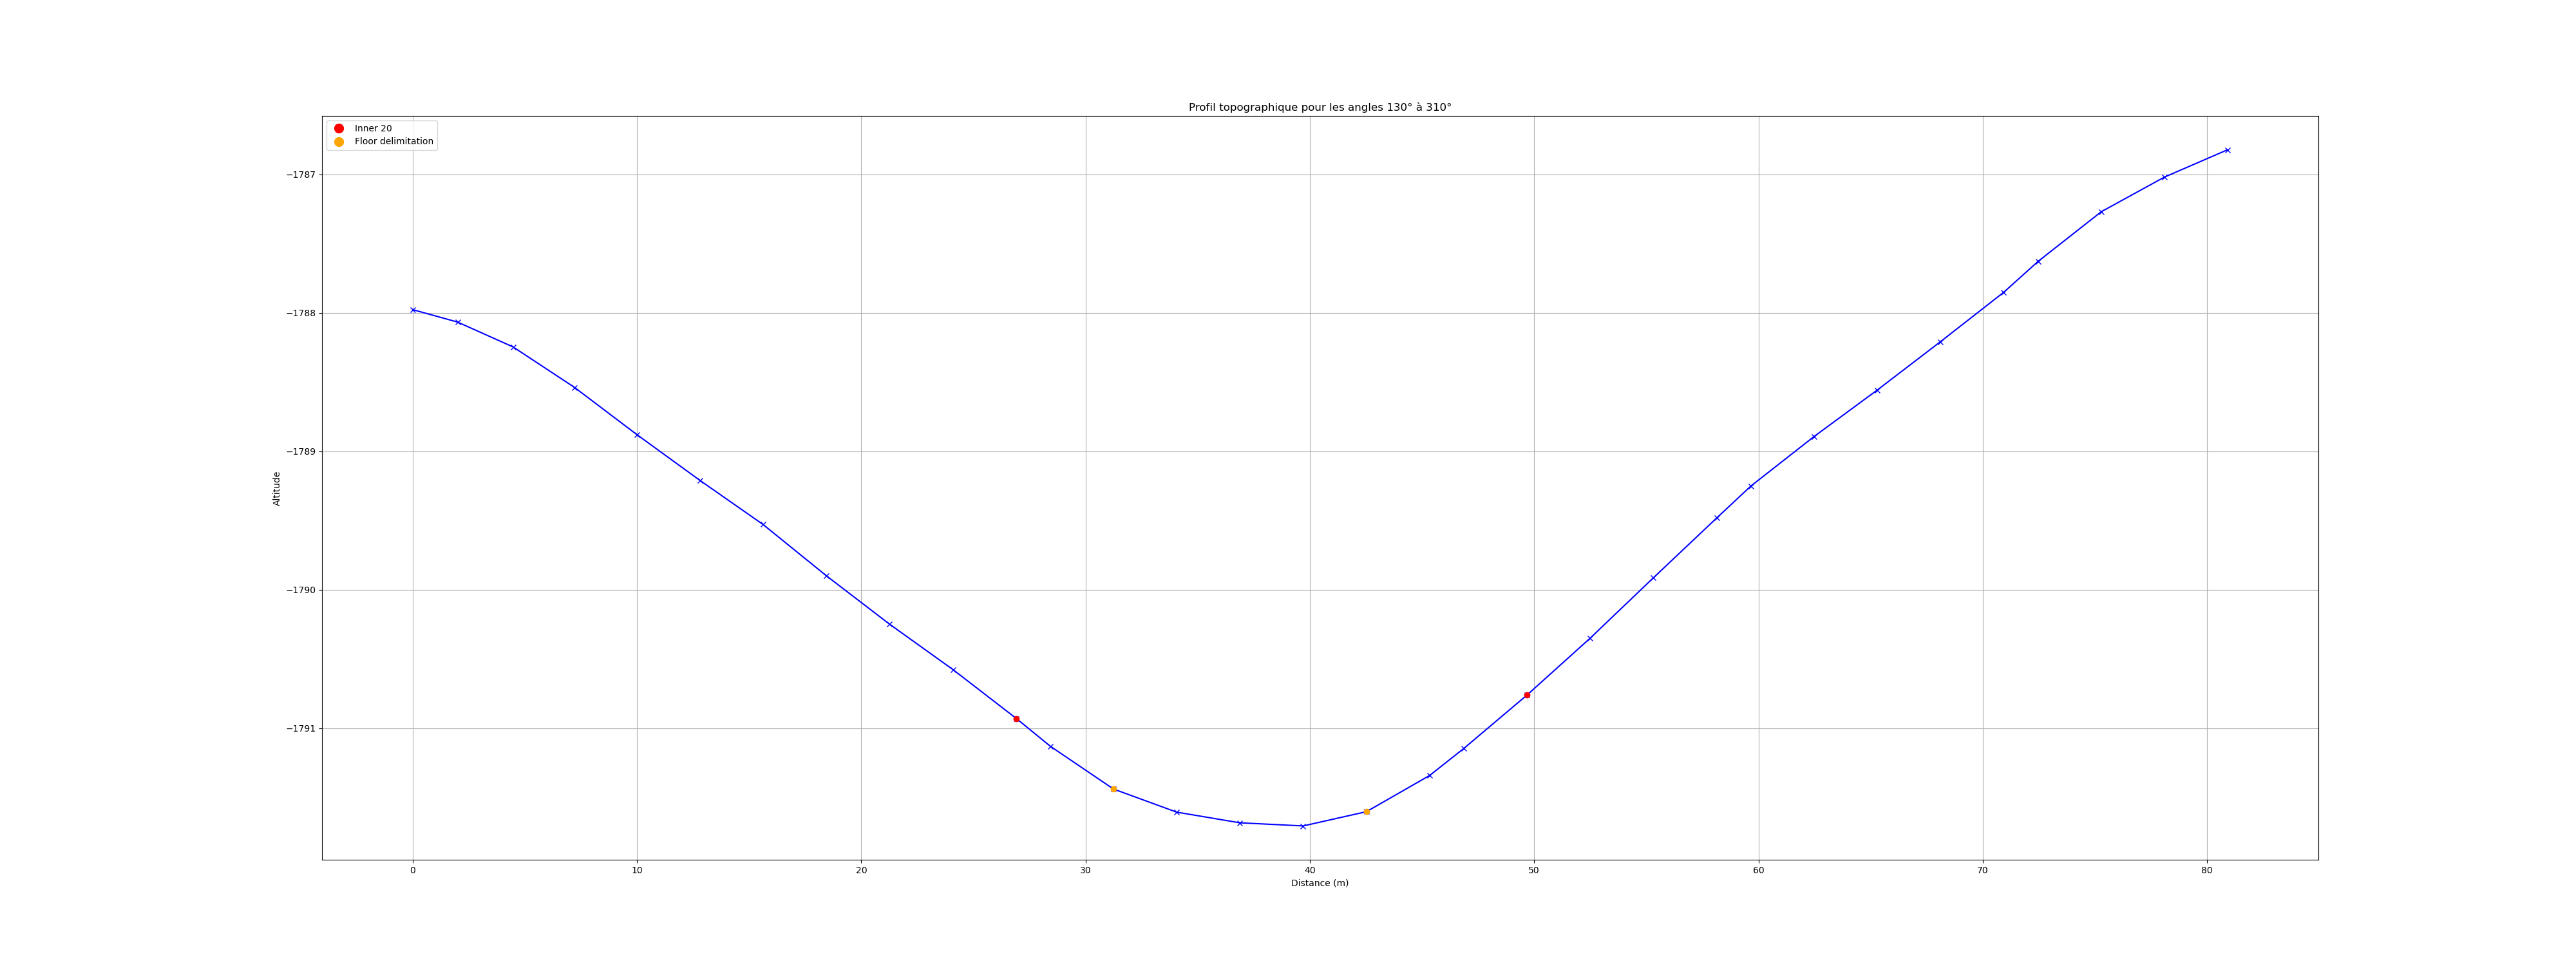 Profil topographique pour les angles 130° à 310°
Inner 20
Floor delimitation
−1787
−1788
−1789
−1790
−1791
Altitude
0 10 20 30 40 50 60 70 80
Distance (m)